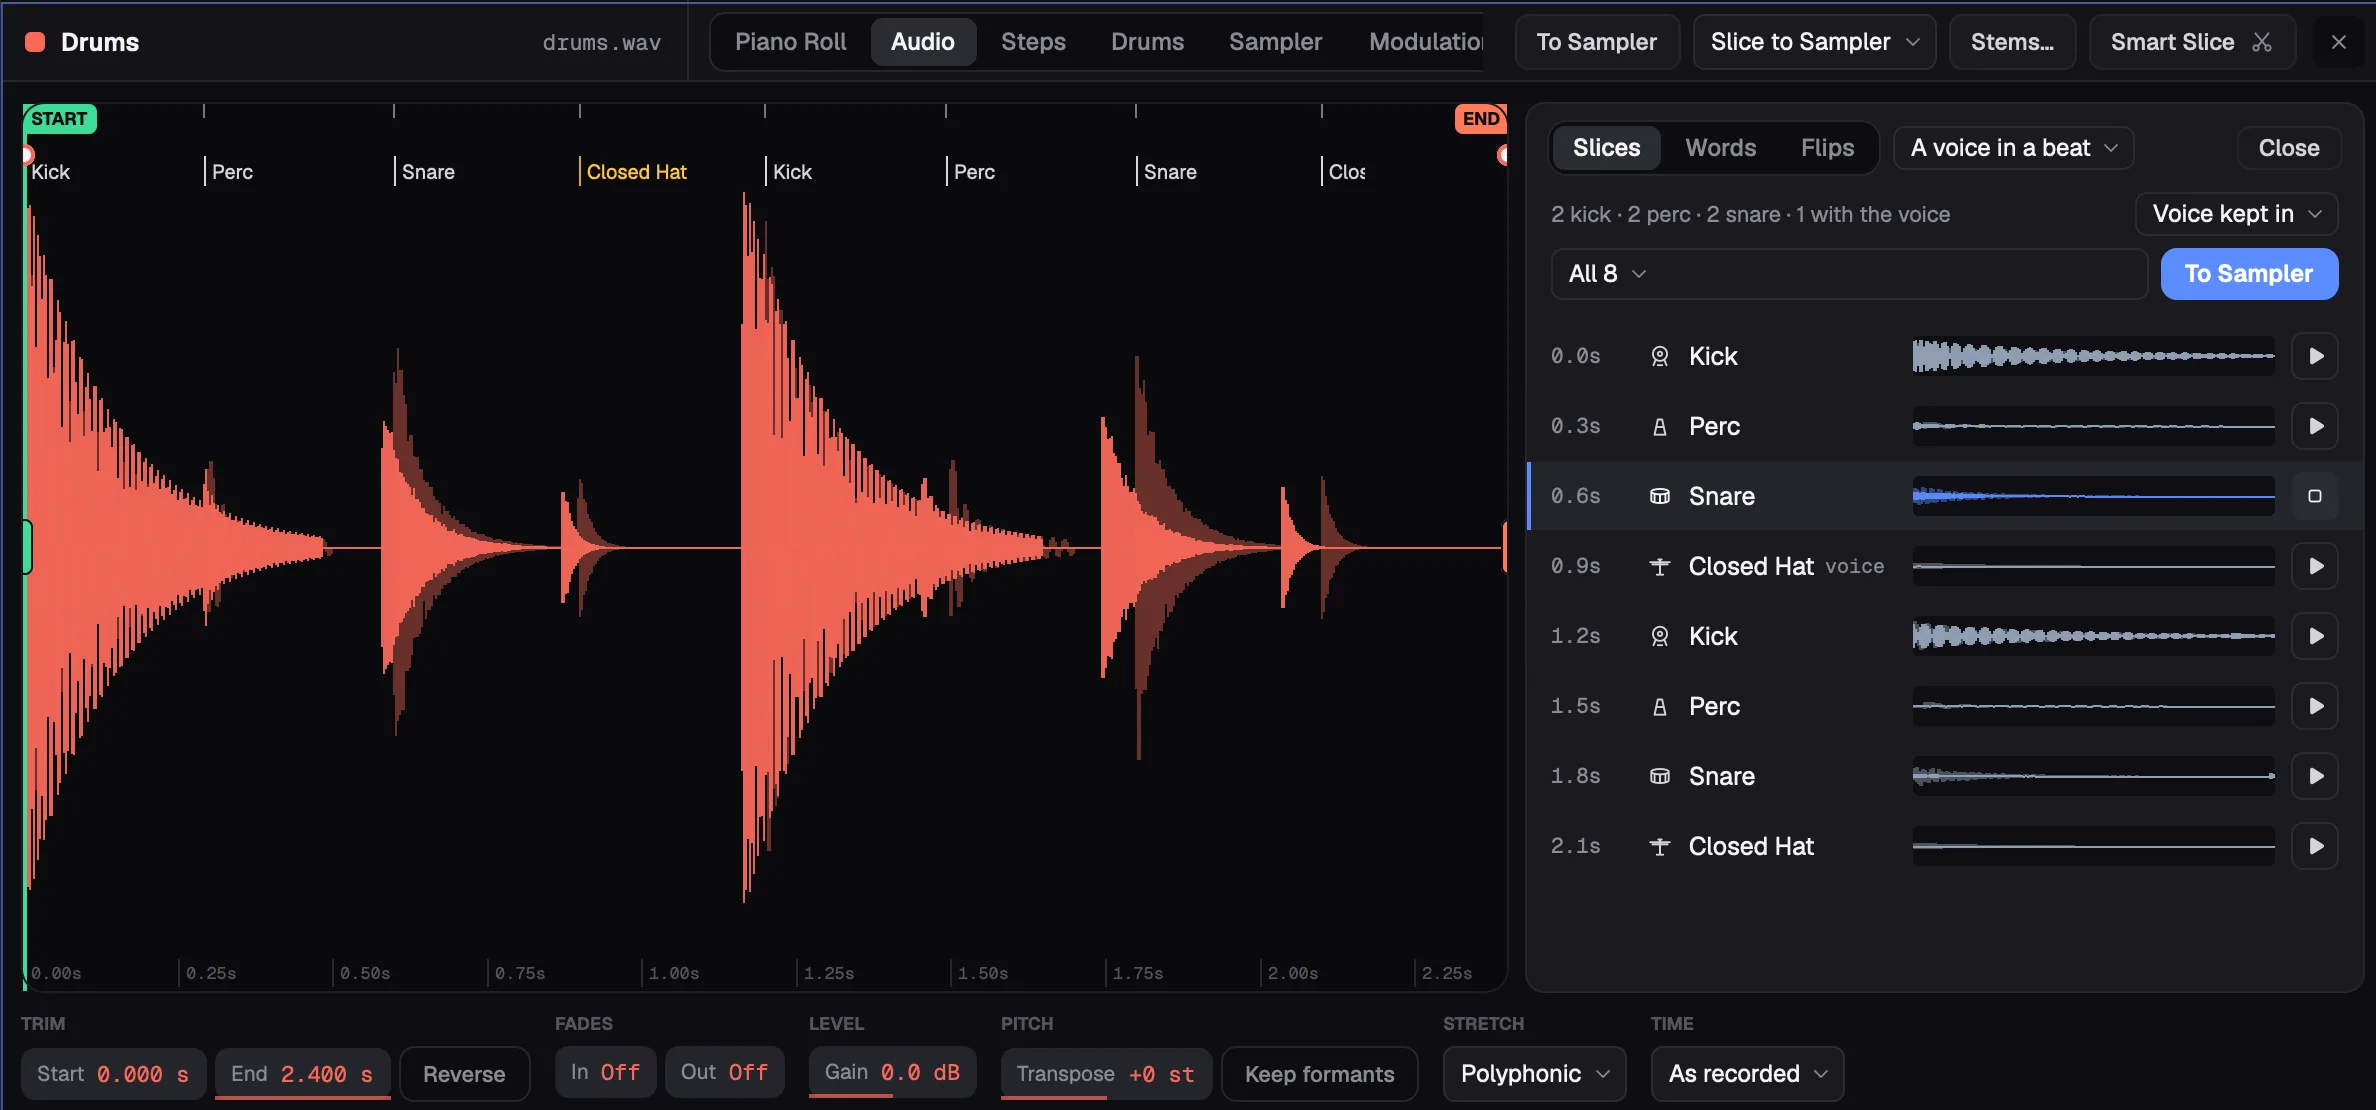 Drums
drums.wav
Piano Roll Audio Steps Drums Sampler Modulation
To Sampler
Slice to Sampler
Stems...
Smart Slice
START
END
Kick Perc Snare Closed Hat Kick Perc Snare Clos
0.00s 0.25s 0.50s 0.75s 1.00s 1.25s 1.50s 1.75s 2.00s 2.25s
Slices Words Flips
A voice in a beat
Close
2 kick · 2 perc · 2 snare · 1 with the voice
Voice kept in
All 8
To Sampler
0.0s Kick
0.3s Perc
0.6s Snare
0.9s Closed Hat voice
1.2s Kick
1.5s Perc
1.8s Snare
2.1s Closed Hat
TRIM
Start 0.000 s
End 2.400 s
Reverse
FADES
In Off
Out Off
LEVEL
Gain 0.0 dB
PITCH
Transpose +0 st
Keep formants
STRETCH
Polyphonic
TIME
As recorded